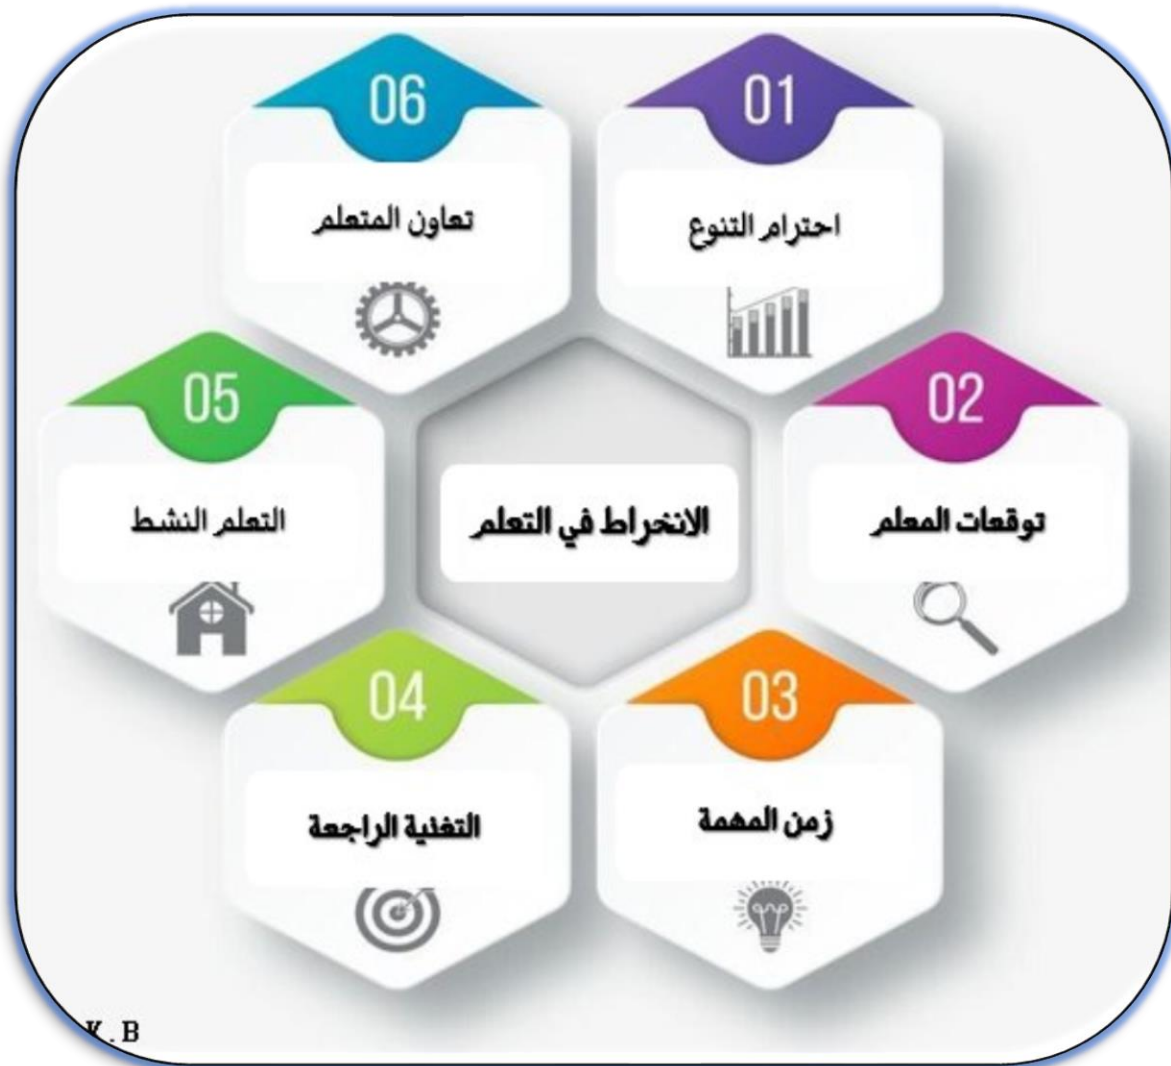 01
احترام التنوع
02
توقعات المعلم
03
زمن المهمة
04
التغذية الراجعة
05
التعلم النشط
06
تعاون المتعلم
الانخراط في التعلم
K.B